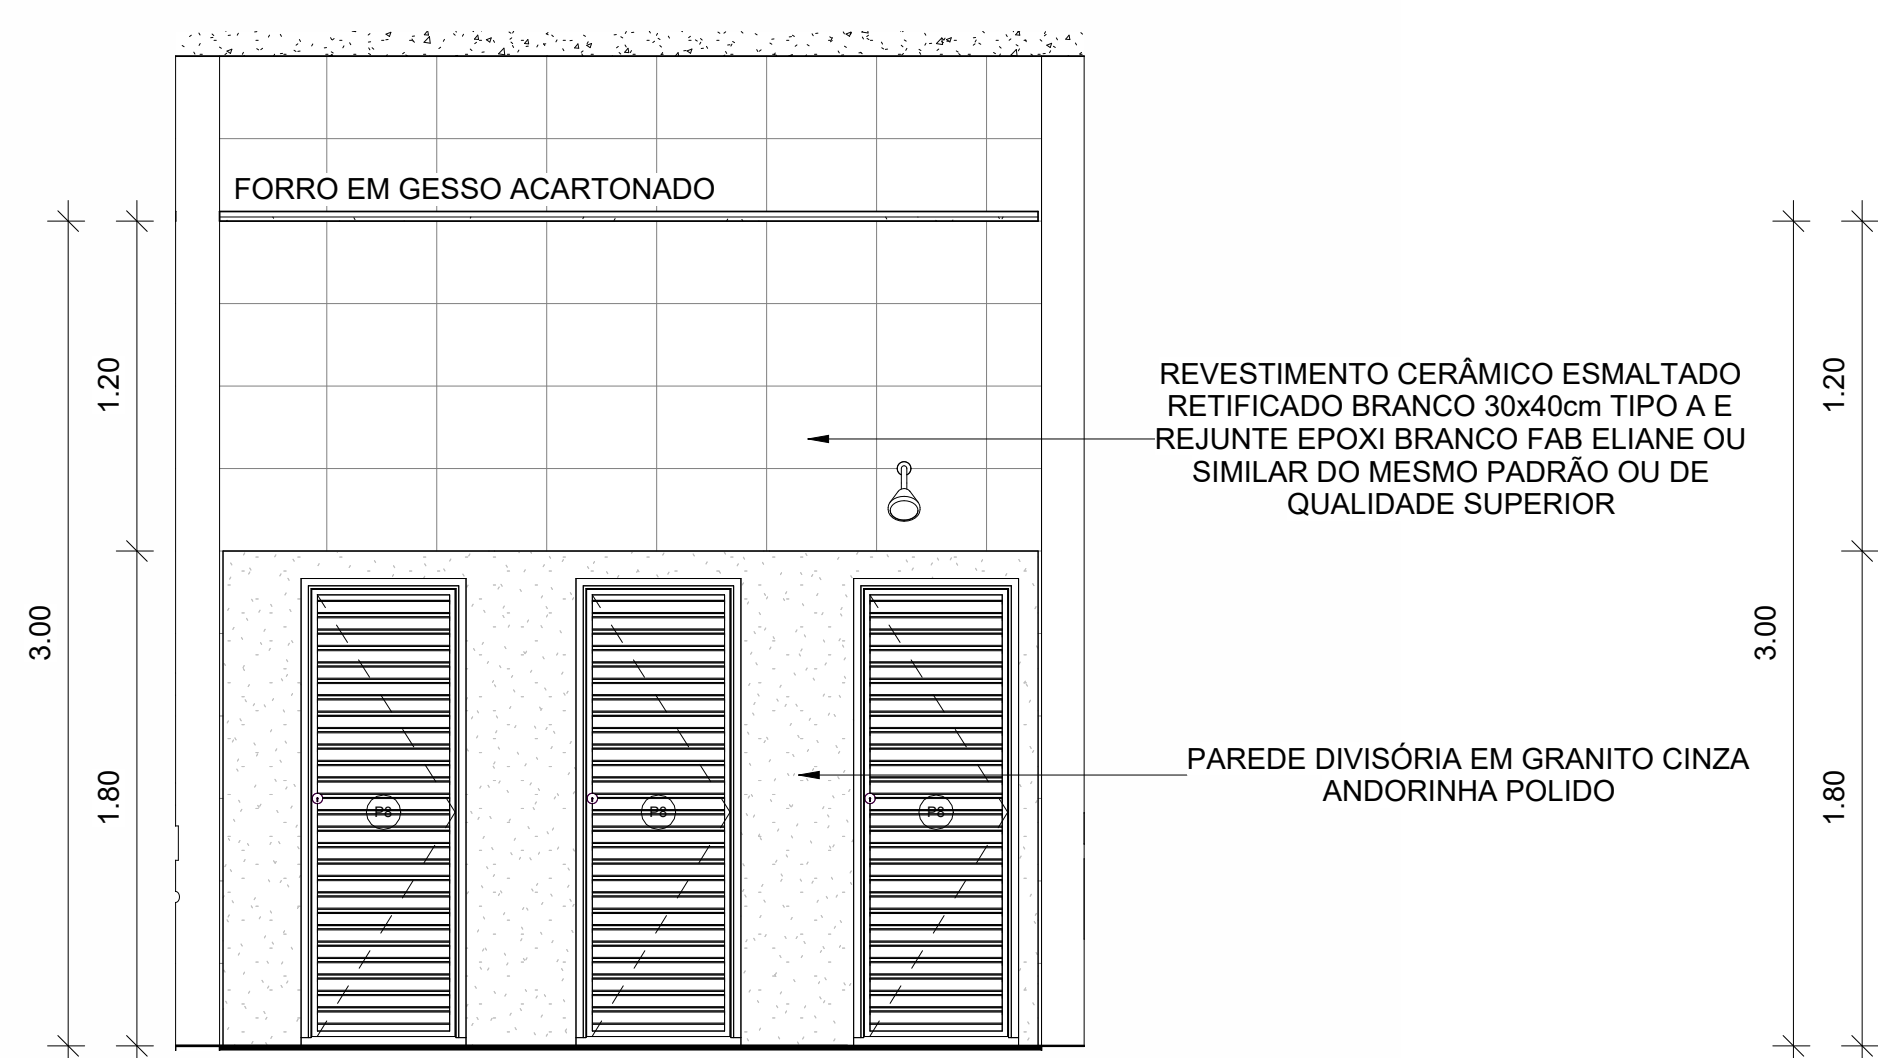 FORRO EM GESSO ACARTONADO
1.20
3.00
1.80
REVESTIMENTO CERÂMICO ESMALTADO
RETIFICADO BRANCO 30x40cm TIPO A E
REJUNTE EPOXI BRANCO FAB ELIANE OU
SIMILAR DO MESMO PADRÃO OU DE
QUALIDADE SUPERIOR
PAREDE DIVISÓRIA EM GRANITO CINZA
ANDORINHA POLIDO
P8
P8
P8
1.20
3.00
1.80